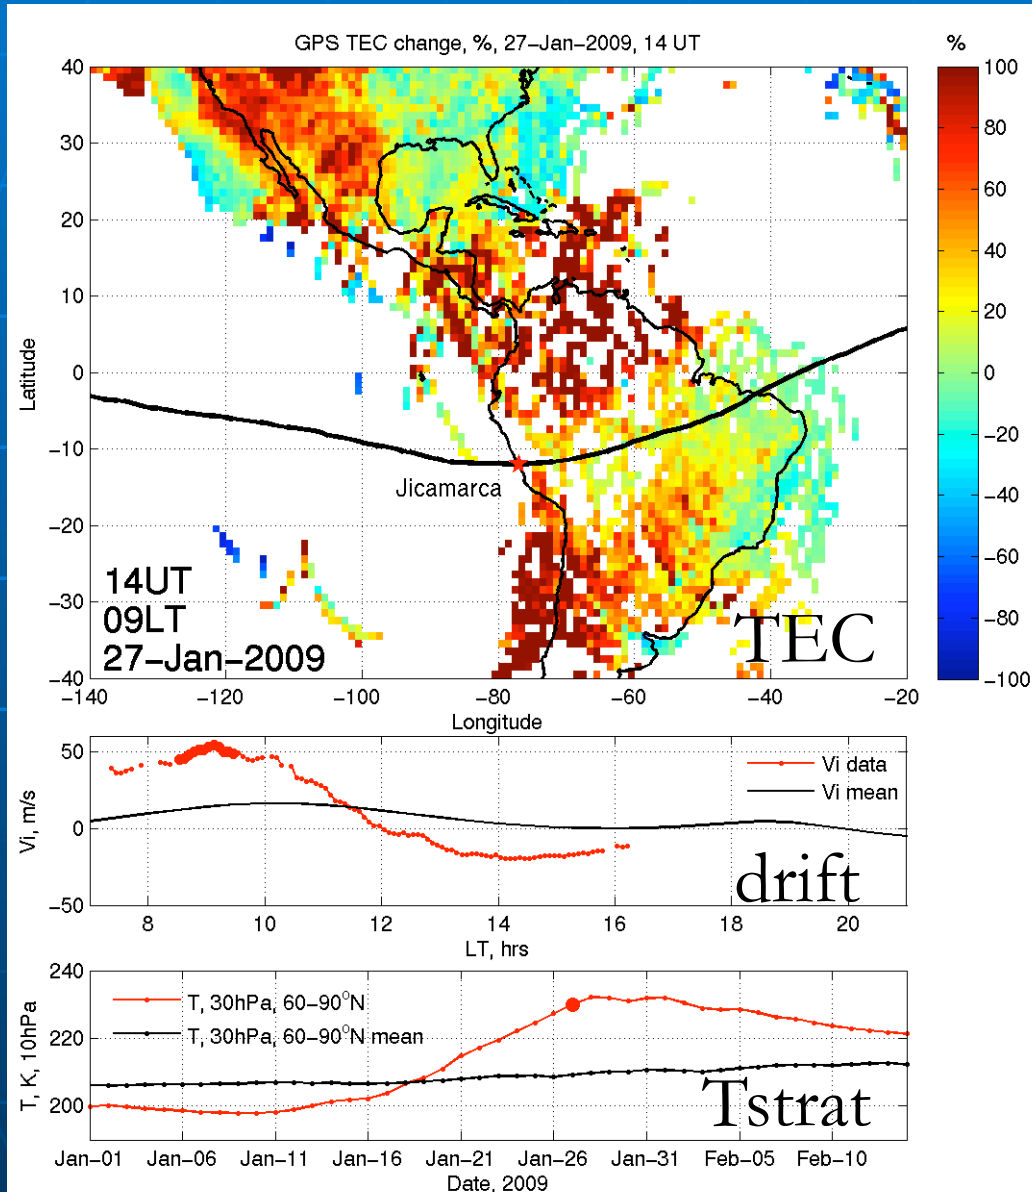 GPS TEC change, %, 27-Jan-2009, 14 UT
%
40
30
20
10
0
-10
-20
-30
-40
Latitude
Jicamarca
14UT
09LT
27-Jan-2009
TEC
100
80
60
40
20
0
-20
-40
-60
-80
-100
-140 -120 -100 -80 -60 -40 -20
Longitude
50
0
-50
Vi, m/s
Vi data
Vi mean
drift
8 10 12 14 16 18 20
LT, hrs
240
220
200
T, K, 10hPa
T, 30hPa, 60-90°N
T, 30hPa, 60-90°N mean
Tstrat
Jan-01 Jan-06 Jan-11 Jan-16 Jan-21 Jan-26 Jan-31 Feb-05 Feb-10
Date, 2009